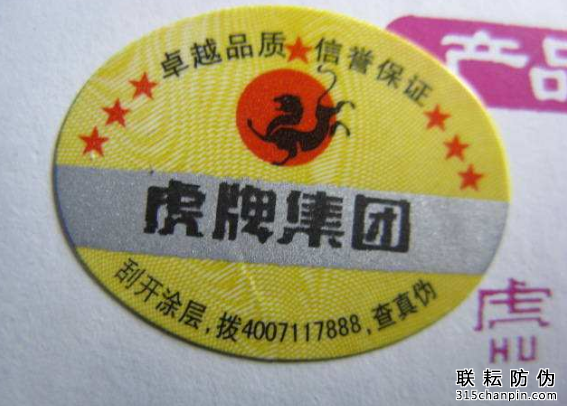 卓越品质★信誉保证
虎牌集团
刮开涂层,拨4007117888,查真伪
产品
虎
HU
联耘防伪
315chanpin.com